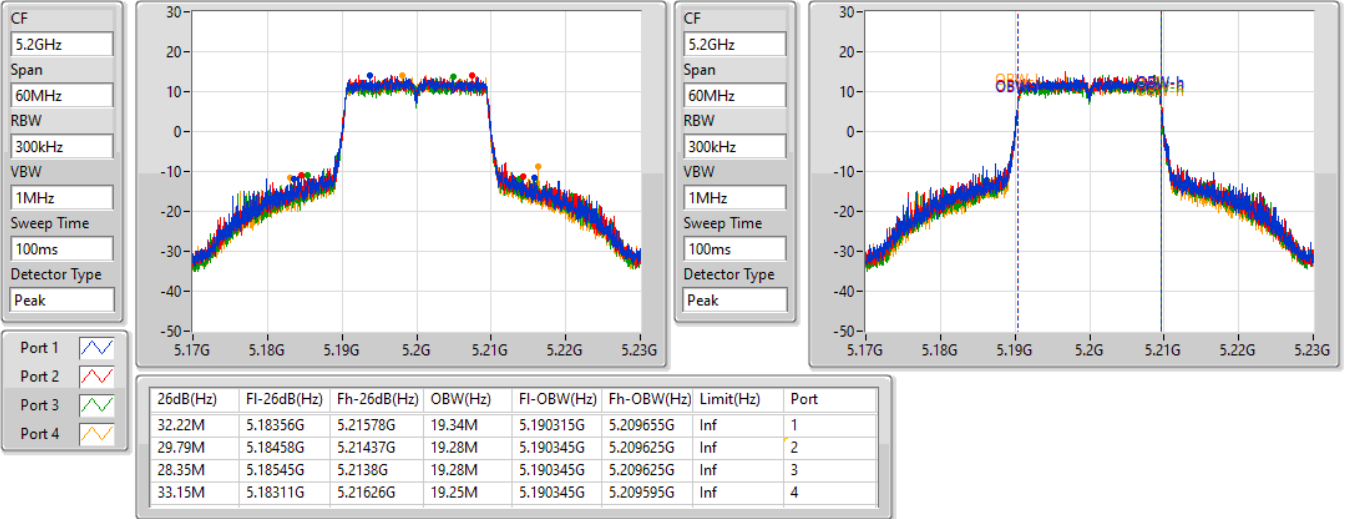 CF
5.2GHz
Span
60MHz
RBW
300kHz
VBW
1MHz
Sweep Time
100ms
Detector Type
Peak
30
20
10
0
-10
-20
-30
-40
-50
5.17G 5.18G 5.19G 5.2G 5.21G 5.22G 5.23G
CF
5.2GHz
Span
60MHz
RBW
300kHz
VBW
1MHz
Sweep Time
100ms
Detector Type
Peak
30
20
10
0
-10
-20
-30
-40
-50
OBW-h
5.17G 5.18G 5.19G 5.2G 5.21G 5.22G 5.23G
Port 1
Port 2
Port 3
Port 4
26dB(Hz) Fl-26dB(Hz) Fh-26dB(Hz) OBW(Hz) Fl-OBW(Hz) Fh-OBW(Hz) Limit(Hz) Port
32.22M 5.18356G 5.21578G 19.34M 5.190315G 5.209655G Inf 1
29.79M 5.18458G 5.21437G 19.28M 5.190345G 5.209625G Inf 2
28.35M 5.18545G 5.2138G 19.28M 5.190345G 5.209625G Inf 3
33.15M 5.18311G 5.21626G 19.25M 5.190345G 5.209595G Inf 4